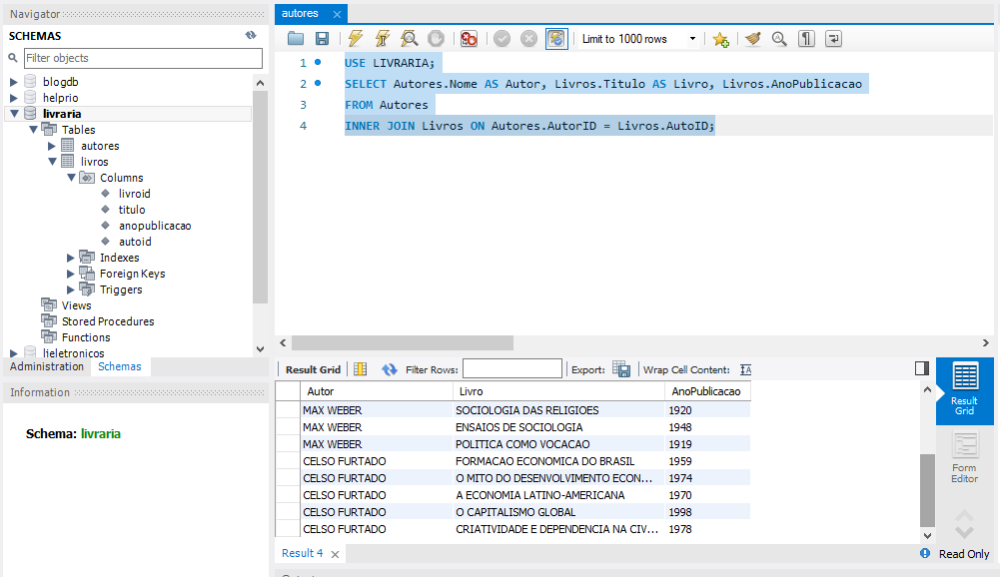 Navigator
SCHEMAS
Filter objects
blogdb
helprio
livraria
Tables
autores
livros
Columns
livroid
titulo
anopublicacao
autoid
Indexes
Foreign Keys
Triggers
Views
Stored Procedures
Functions
lieletronicos
Administration Schemas
Information
Schema: livraria
autores
Limit to 1000 rows
1 USE LIVRARIA;
2 SELECT Autores.Nome AS Autor, Livros.Titulo AS Livro, Livros.AnoPublicacao
3 FROM Autores
4 INNER JOIN Livros ON Autores.AutorID = Livros.AutoID;
Result Grid Filter Rows: Export: Wrap Cell Content: IA
Autor Livro AnoPublicacao
MAX WEBER SOCIOLOGIA DAS RELIGIOES 1920
MAX WEBER ENSAIOS DE SOCIOLOGIA 1948
MAX WEBER POLITICA COMO VOCACAO 1919
CELSO FURTADO FORMACAO ECONOMICA DO BRASIL 1959
CELSO FURTADO O MITO DO DESENVOLVIMENTO ECON... 1974
CELSO FURTADO A ECONOMIA LATINO-AMERICANA 1970
CELSO FURTADO O CAPITALISMO GLOBAL 1998
CELSO FURTADO CRIATIVIDADE E DEPENDENCIA NA CIV... 1978
Result
Grid
Form
Editor
Result 4
Read Only